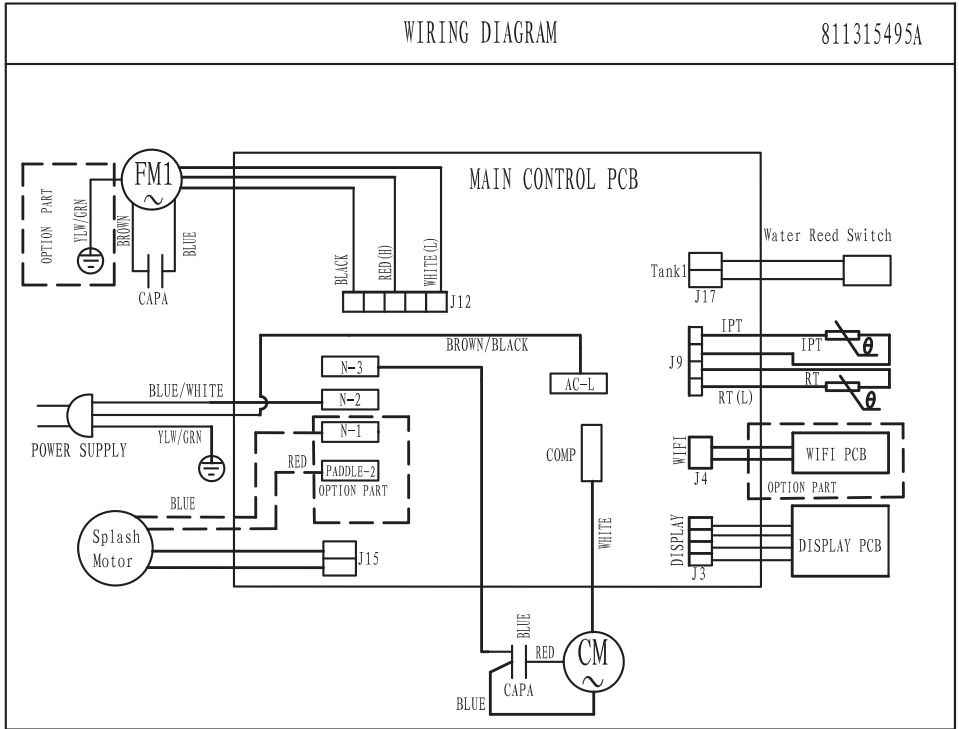 WIRING DIAGRAM
811315495A
FM1
~
OPTION PART
YLW/GRN
BROWN
BLUE
CAPA
MAIN CONTROL PCB
BLACK
RED(H)
WHITE(L)
J12
Water Reed Switch
Tank1
J17
IPT
IPT
θ
J9
RT
RT(L)
θ
BROWN/BLACK
AC-L
N-3
BLUE/WHITE
N-2
N-1
YLW/GRN
POWER SUPPLY
RED
PADDLE-2
OPTION PART
COMP
WIFI
J4
WIFI PCB
OPTION PART
BLUE
Splash
Motor
J15
WHITE
DISPLAY
J3
DISPLAY PCB
BLUE
RED
CM
~
CAPA
BLUE